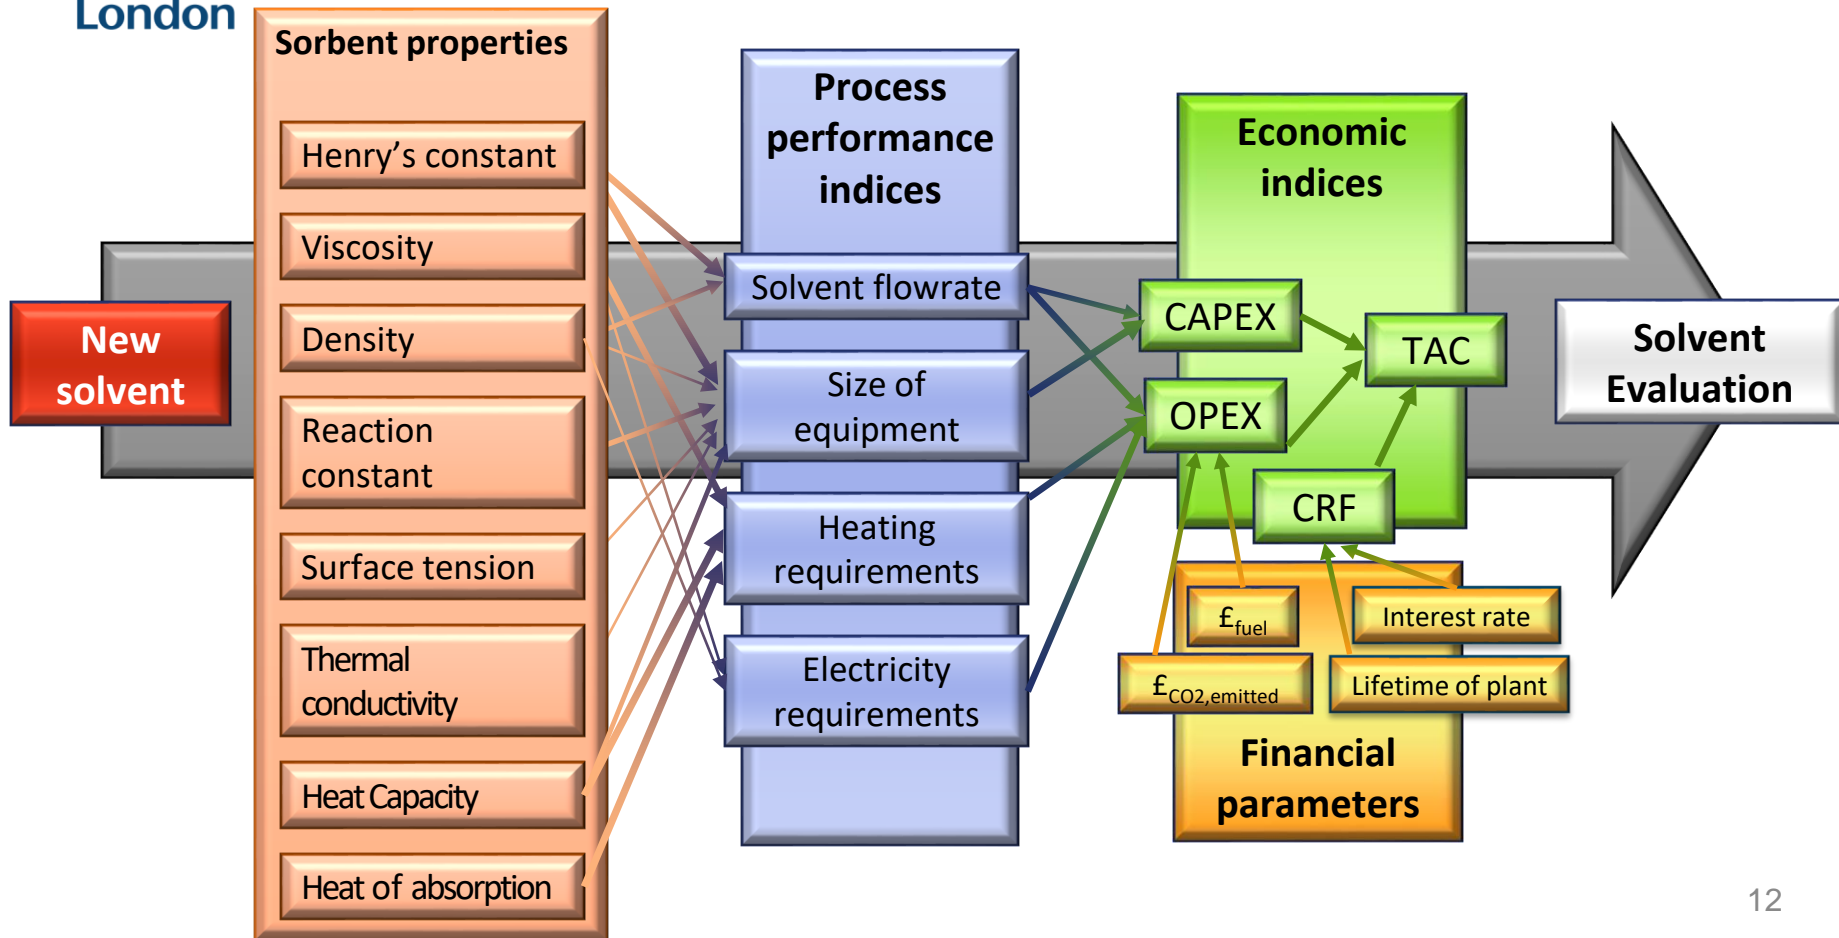 London
Sorbent properties
Henry’s constant
Viscosity
Density
Reaction
constant
Surface tension
Thermal
conductivity
Heat Capacity
Heat of absorption
New
solvent
Process
performance
indices
Solvent flowrate
Size of
equipment
Heating
requirements
Electricity
requirements
Economic
indices
CAPEX
OPEX
TAC
CRF
£fuel
£CO2,emitted
Interest rate
Lifetime of plant
Financial
parameters
Solvent
Evaluation
12